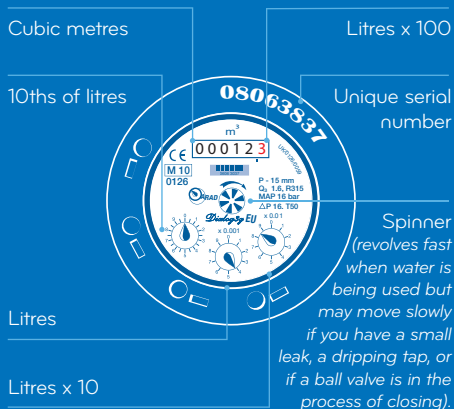 Cubic metres
Litres x 100
10ths of litres
08063837
Unique serial
number
m³
000123
CE
M 10
0126
RAD
P - 15 mm
Q₃ 1.6, R315
MAP 16 bar
△P 16. T50
Dialog3g EU
x 0.01
x 0.001
Spinner
(revolves fast
when water is
being used but
may move slowly
if you have a small
leak, a dripping tap, or
if a ball valve is in the
process of closing).
Litres
Litres x 10